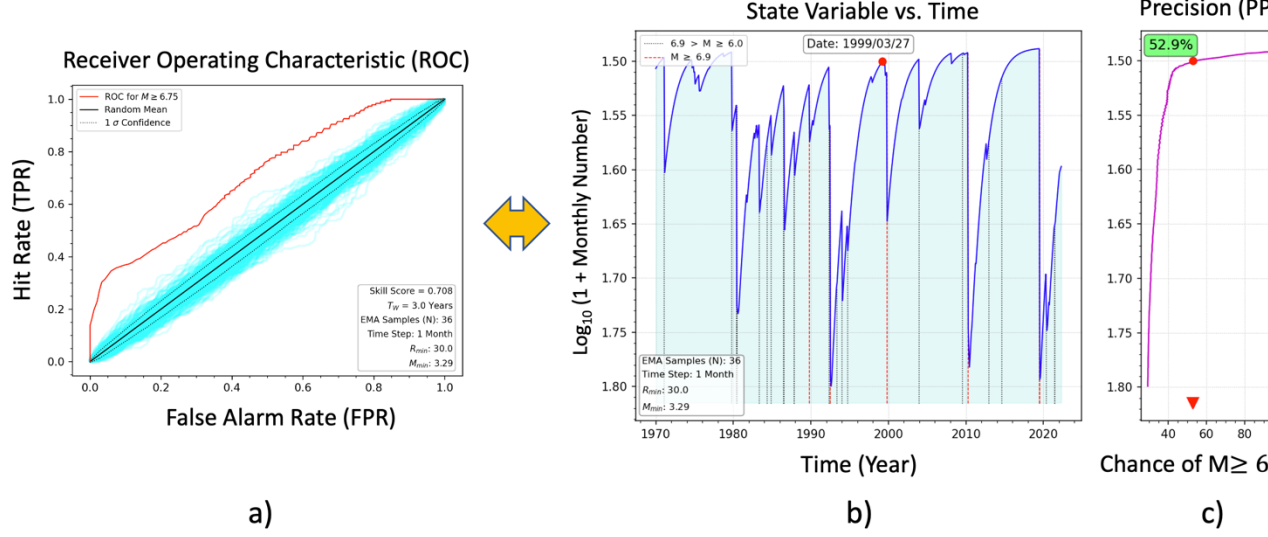 Receiver Operating Characteristic (ROC)
ROC for M ≥ 6.75
Random Mean
1 σ Confidence
1.0
0.8
0.6
0.4
0.2
0.0
Hit Rate (TPR)
Skill Score = 0.708
T_W = 3.0 Years
EMA Samples (N): 36
Time Step: 1 Month
R_min: 30.0
M_min: 3.29
0.0 0.2 0.4 0.6 0.8 1.0
False Alarm Rate (FPR)
a)
State Variable vs. Time
6.9 > M ≥ 6.0
M ≥ 6.9
Date: 1999/03/27
1.50
1.55
1.60
1.65
1.70
1.75
1.80
Log₁₀ (1 + Monthly Number)
EMA Samples (N): 36
Time Step: 1 Month
R_min: 30.0
M_min: 3.29
1970 1980 1990 2000 2010 2020
Time (Year)
b)
Precision (PP
52.9%
1.50
1.55
1.60
1.65
1.70
1.75
1.80
40 60 80
Chance of M≥ 6
c)